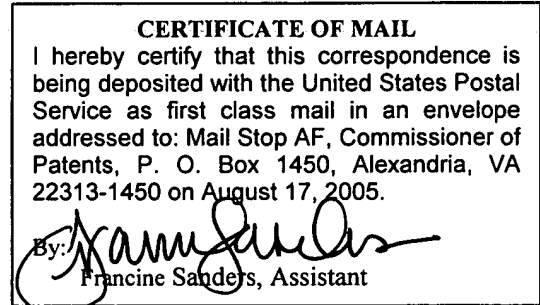 CERTIFICATE OF MAIL
I hereby certify that this correspondence is
being deposited with the United States Postal
Service as first class mail in an envelope
addressed to: Mail Stop AF, Commissioner of
Patents, P. O. Box 1450, Alexandria, VA
22313-1450 on August 17, 2005.
By:
Francine Sanders, Assistant